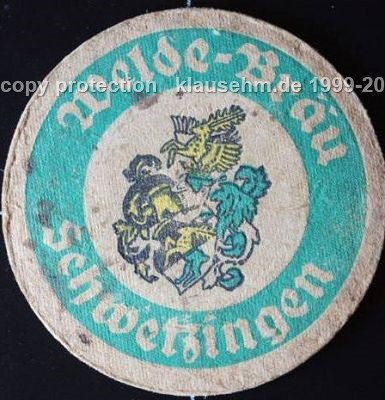 Welde-Bräu
copy protection klausehm.de 1999-20
Schwetzingen